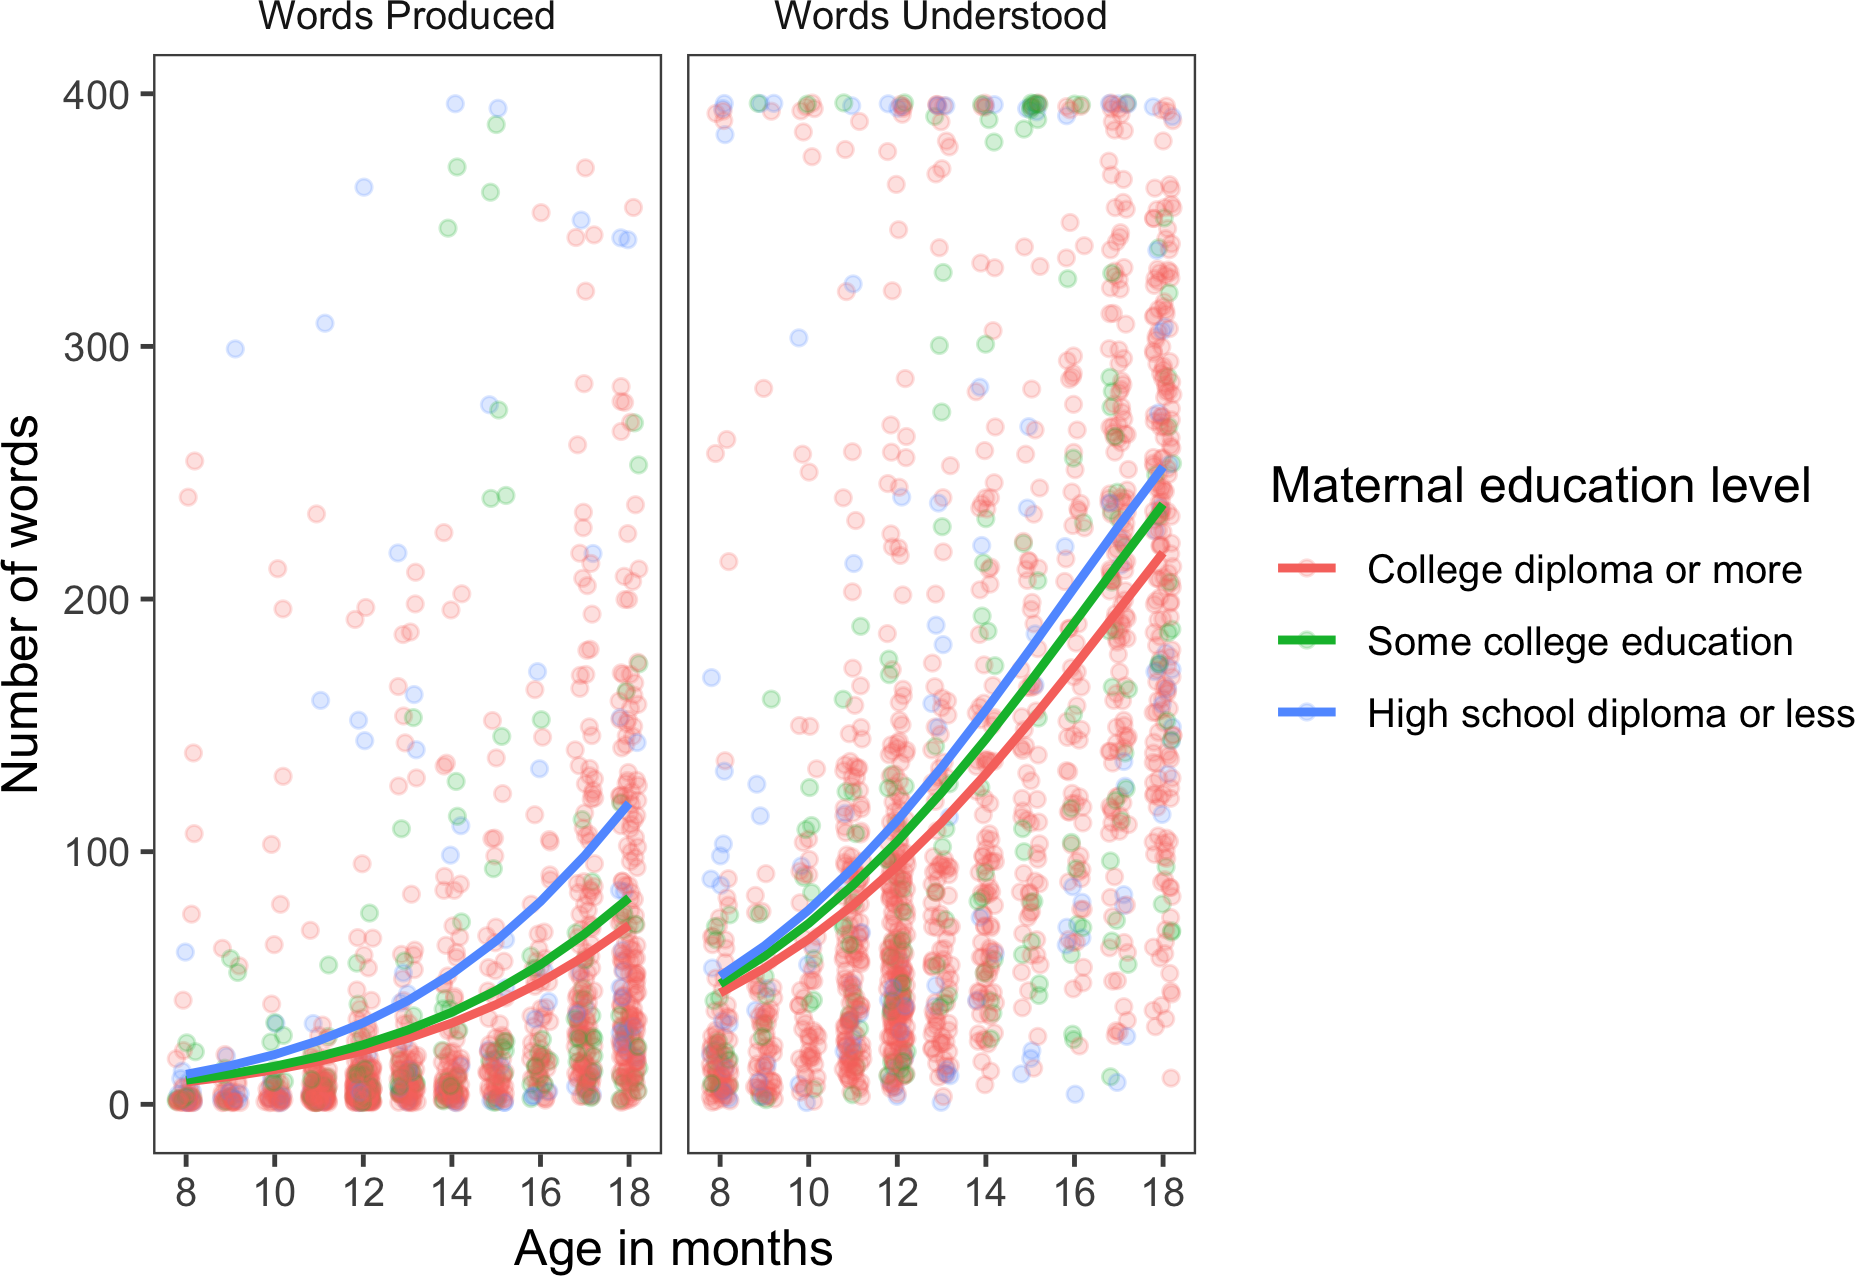 Words Produced
Words Understood
Number of words
400
300
200
100
0
8 10 12 14 16 18
8 10 12 14 16 18
Age in months
Maternal education level
College diploma or more
Some college education
High school diploma or less